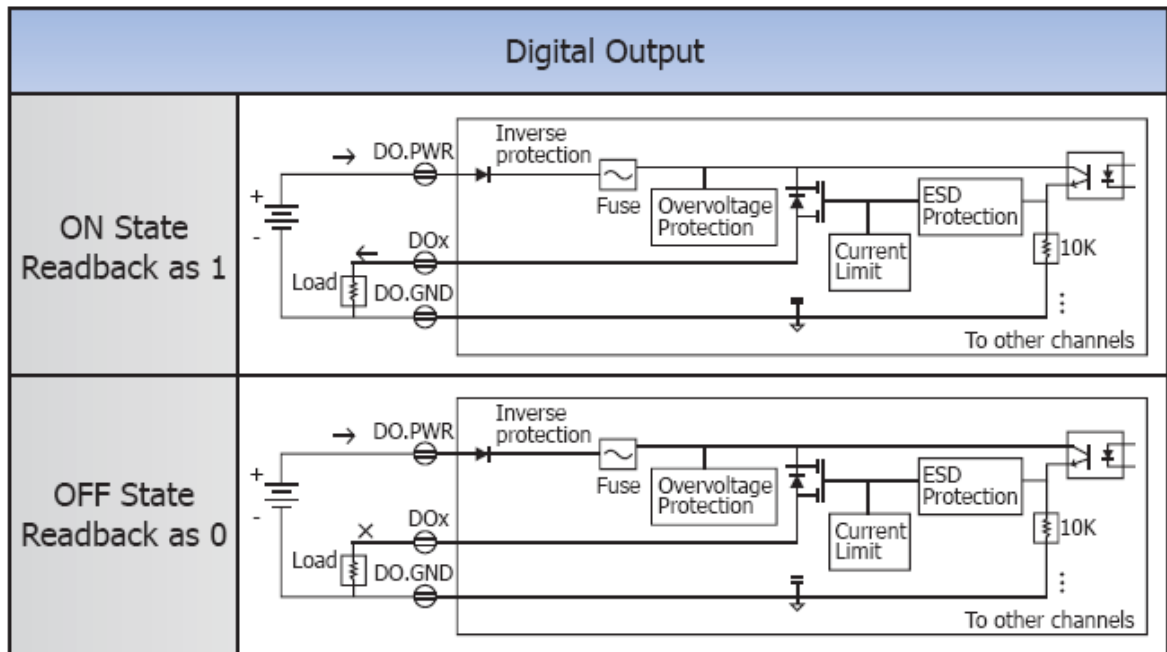 Digital Output
ON State
Readback as 1
Inverse
protection
DO.PWR
+
-
Fuse
Overvoltage
Protection
ESD
Protection
Current
Limit
10K
DOx
Load
DO.GND
⋮
To other channels
OFF State
Readback as 0
Inverse
protection
DO.PWR
+
-
Fuse
Overvoltage
Protection
ESD
Protection
Current
Limit
10K
DOx
Load
DO.GND
⋮
To other channels